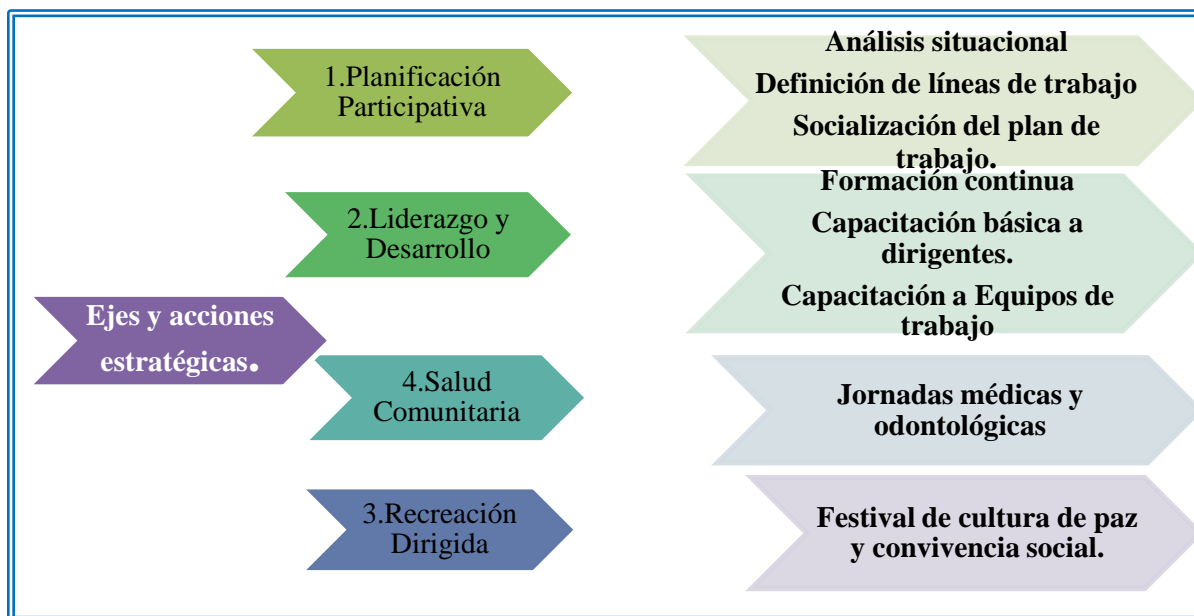 Ejes y acciones
estratégicas.
1.Planificación
Participativa
Análisis situacional
Definición de líneas de trabajo
Socialización del plan de
trabajo.
2.Liderazgo y
Desarrollo
Formación continua
Capacitación básica a
dirigentes.
Capacitación a Equipos de
trabajo
4.Salud
Comunitaria
Jornadas médicas y
odontológicas
3.Recreación
Dirigida
Festival de cultura de paz
y convivencia social.